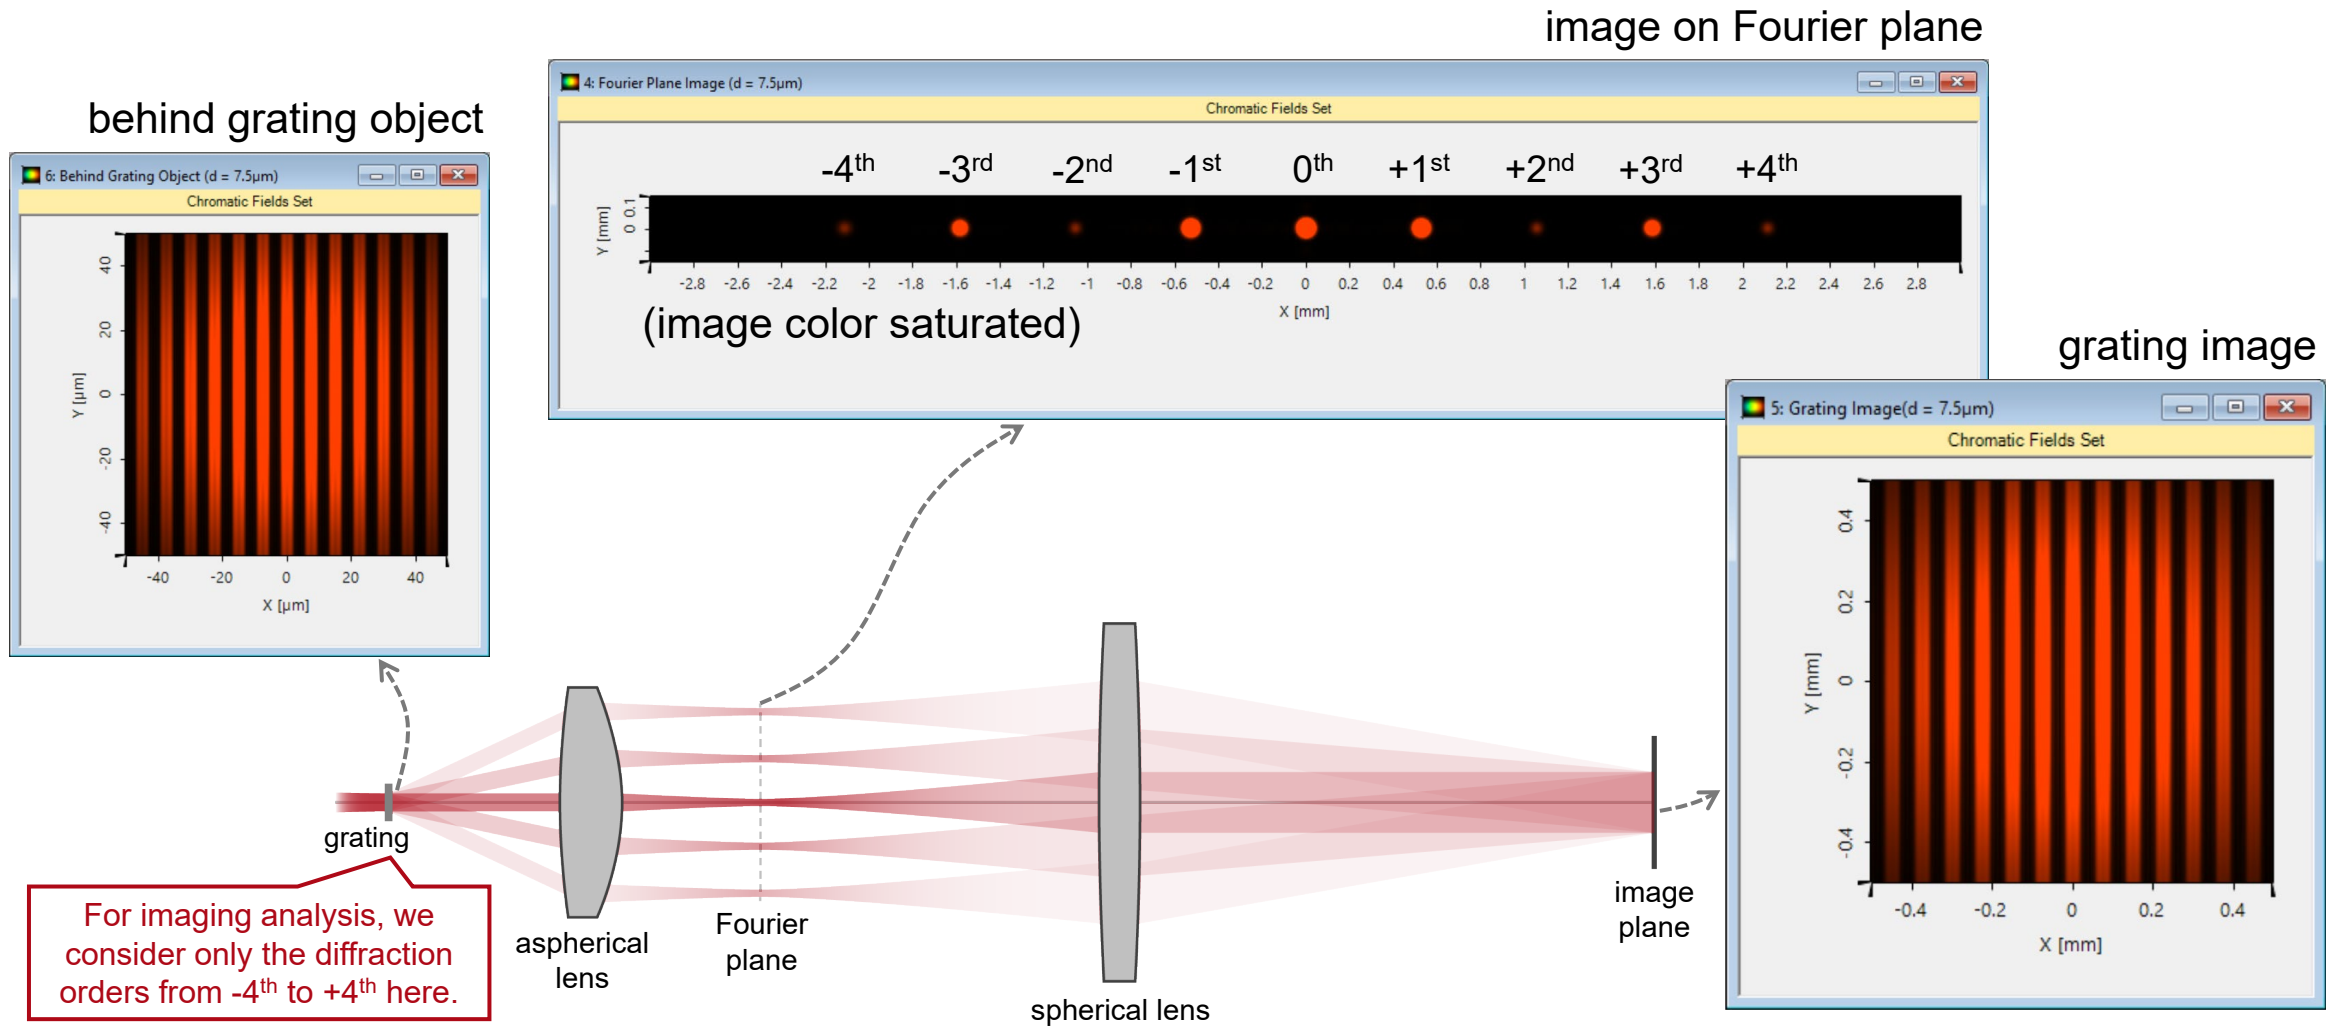 image on Fourier plane
4: Fourier Plane Image (d = 7.5µm)
Chromatic Fields Set
-4th -3rd -2nd -1st 0th +1st +2nd +3rd +4th
Y [mm]
0 0.1
-2.8 -2.6 -2.4 -2.2 -2 -1.8 -1.6 -1.4 -1.2 -1 -0.8 -0.6 -0.4 -0.2 0 0.2 0.4 0.6 0.8 1 1.2 1.4 1.6 1.8 2 2.2 2.4 2.6 2.8
X [mm]
(image color saturated)
behind grating object
6: Behind Grating Object (d = 7.5µm)
Chromatic Fields Set
Y [µm]
40
20
0
-20
-40
-40 -20 0 20 40
X [µm]
grating image
5: Grating Image(d = 7.5µm)
Chromatic Fields Set
Y [mm]
0.4
0.2
0
-0.2
-0.4
-0.4 -0.2 0 0.2 0.4
X [mm]
grating
For imaging analysis, we
consider only the diffraction
orders from -4th to +4th here.
aspherical
lens
Fourier
plane
spherical lens
image
plane